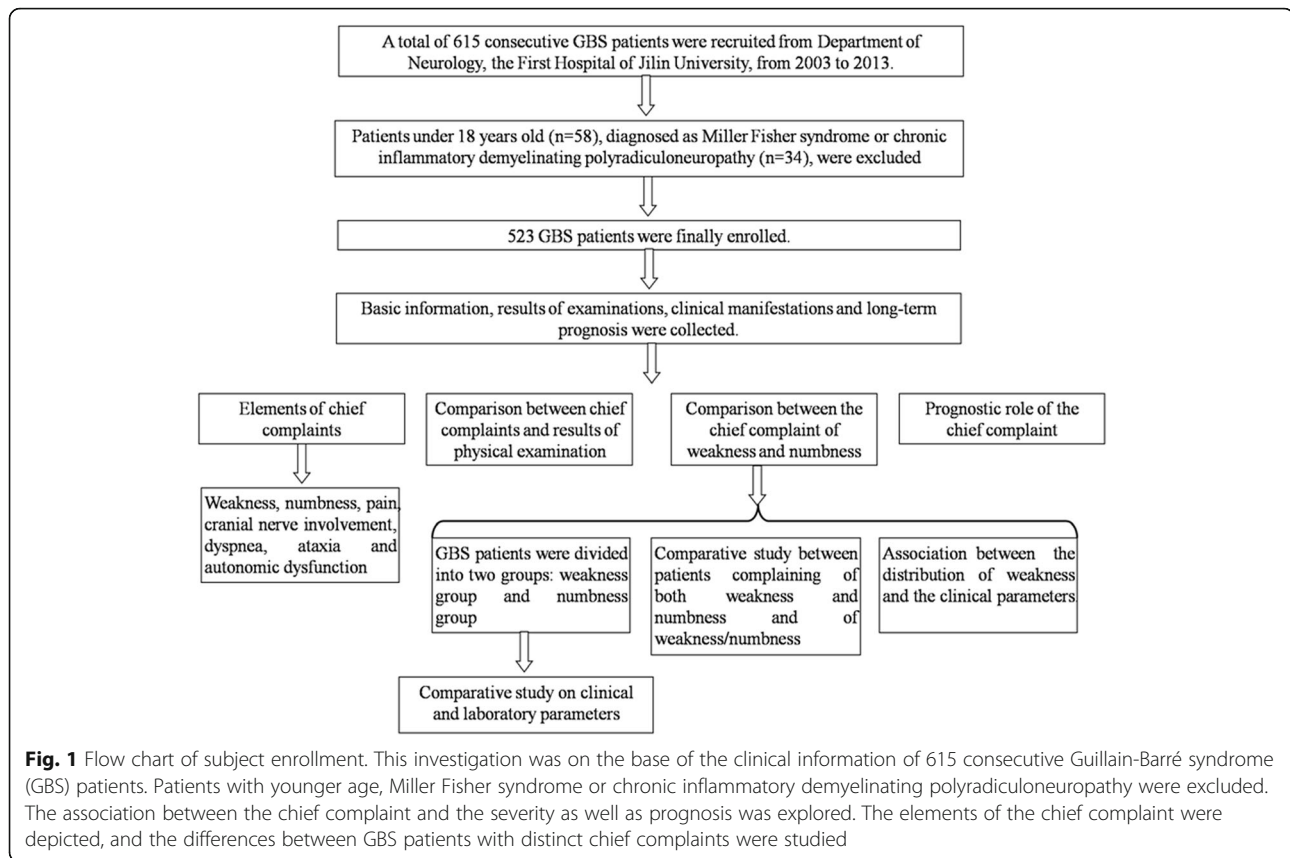 A total of 615 consecutive GBS patients were recruited from Department of
Neurology, the First Hospital of Jilin University, from 2003 to 2013.
Patients under 18 years old (n=58), diagnosed as Miller Fisher syndrome or chronic
inflammatory demyelinating polyradiculoneuropathy (n=34), were excluded
523 GBS patients were finally enrolled.
Basic information, results of examinations, clinical manifestations and long-term
prognosis were collected.
Elements of chief
complaints
Comparison between chief
complaints and results of
physical examination
Comparison between the
chief complaint of
weakness and numbness
Prognostic role of the
chief complaint
Weakness, numbness, pain,
cranial nerve involvement,
dyspnea, ataxia and
autonomic dysfunction
GBS patients were divided
into two groups: weakness
group and numbness
group
Comparative study between
patients complaining of
both weakness and
numbness and of
weakness/numbness
Association between the
distribution of weakness
and the clinical parameters
Comparative study on clinical
and laboratory parameters
Fig. 1 Flow chart of subject enrollment. This investigation was on the base of the clinical information of 615 consecutive Guillain-Barré syndrome
(GBS) patients. Patients with younger age, Miller Fisher syndrome or chronic inflammatory demyelinating polyradiculoneuropathy were excluded.
The association between the chief complaint and the severity as well as prognosis was explored. The elements of the chief complaint were
depicted, and the differences between GBS patients with distinct chief complaints were studied